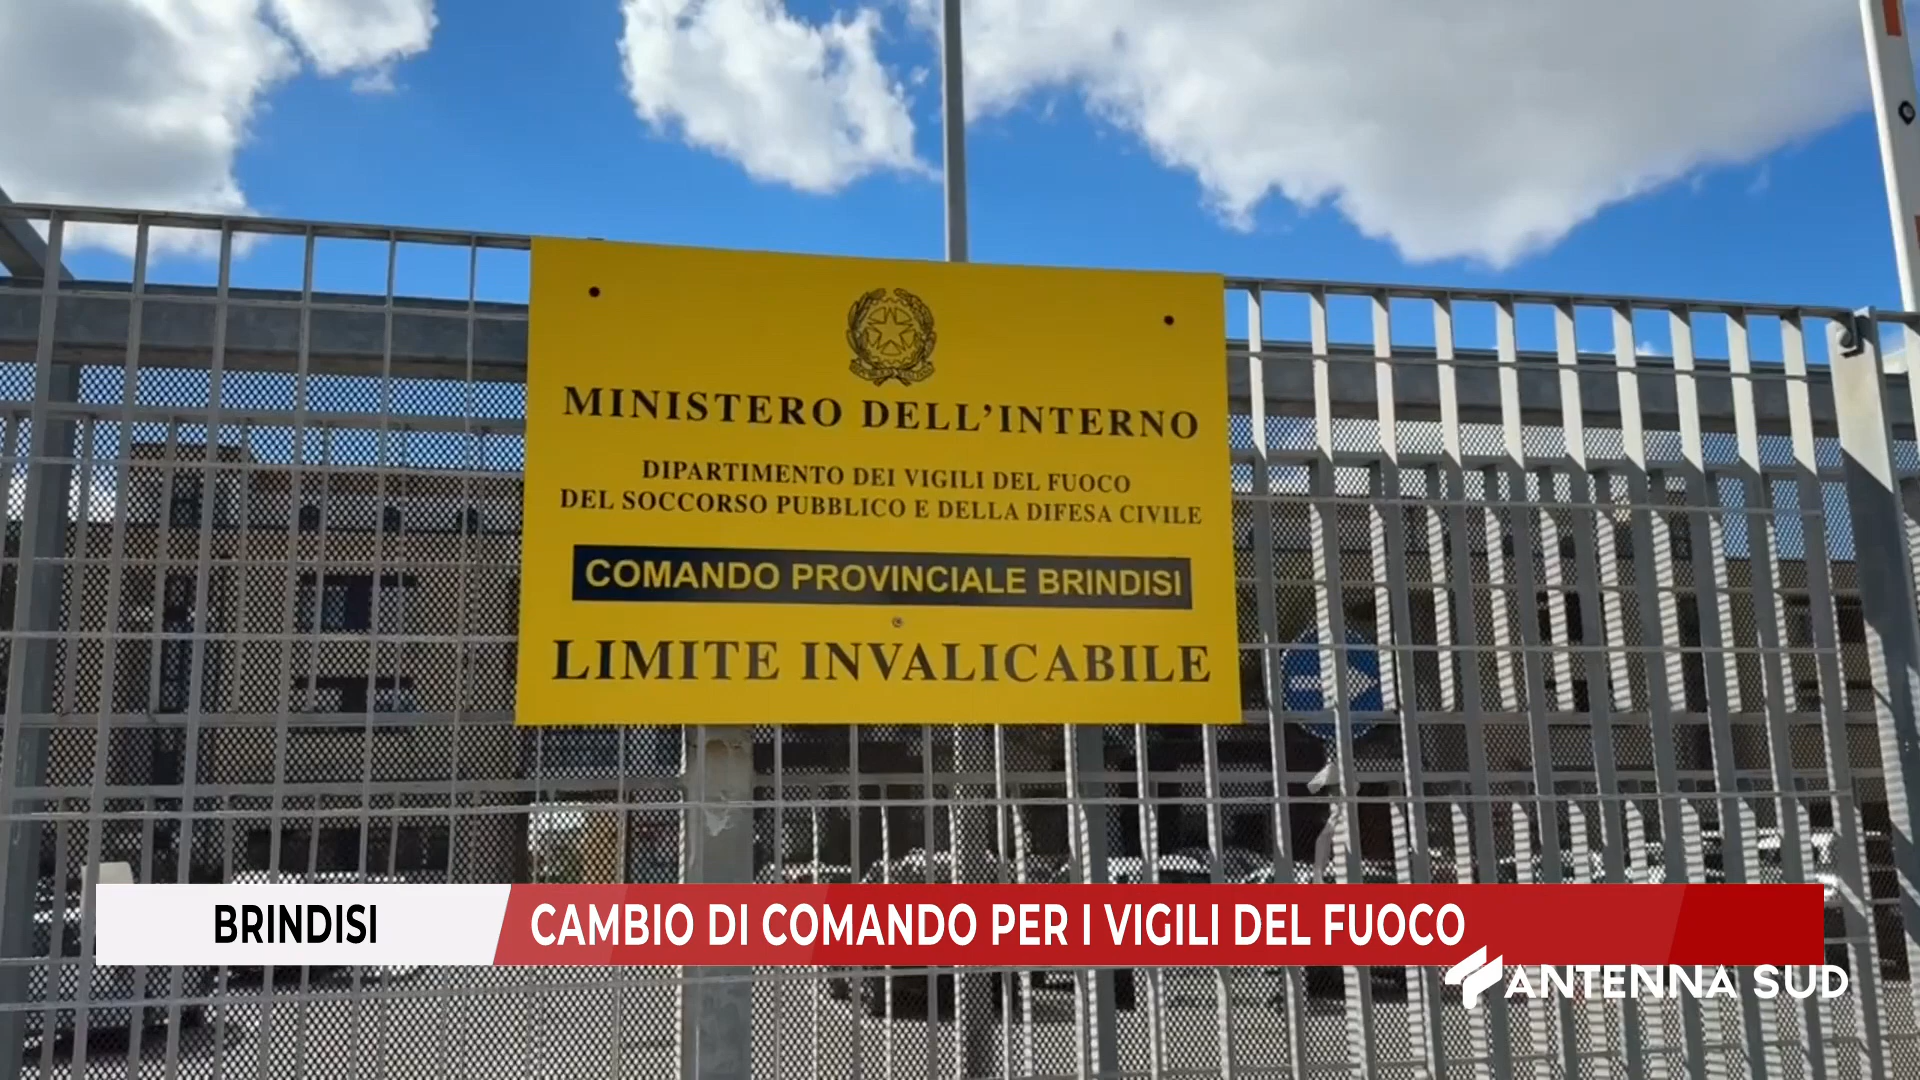 MINISTERO DELL'INTERNO
DIPARTIMENTO DEI VIGILI DEL FUOCO
DEL SOCCORSO PUBBLICO E DELLA DIFESA CIVILE
COMANDO PROVINCIALE BRINDISI
LIMITE INVALICABILE
BRINDISI
CAMBIO DI COMANDO PER I VIGILI DEL FUOCO
ANTENNA SUD